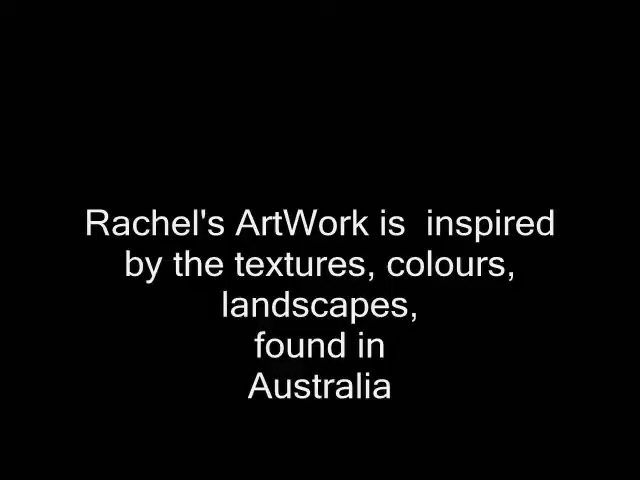 Rachel's ArtWork is  inspired
by the textures, colours,
landscapes,
found in
Australia